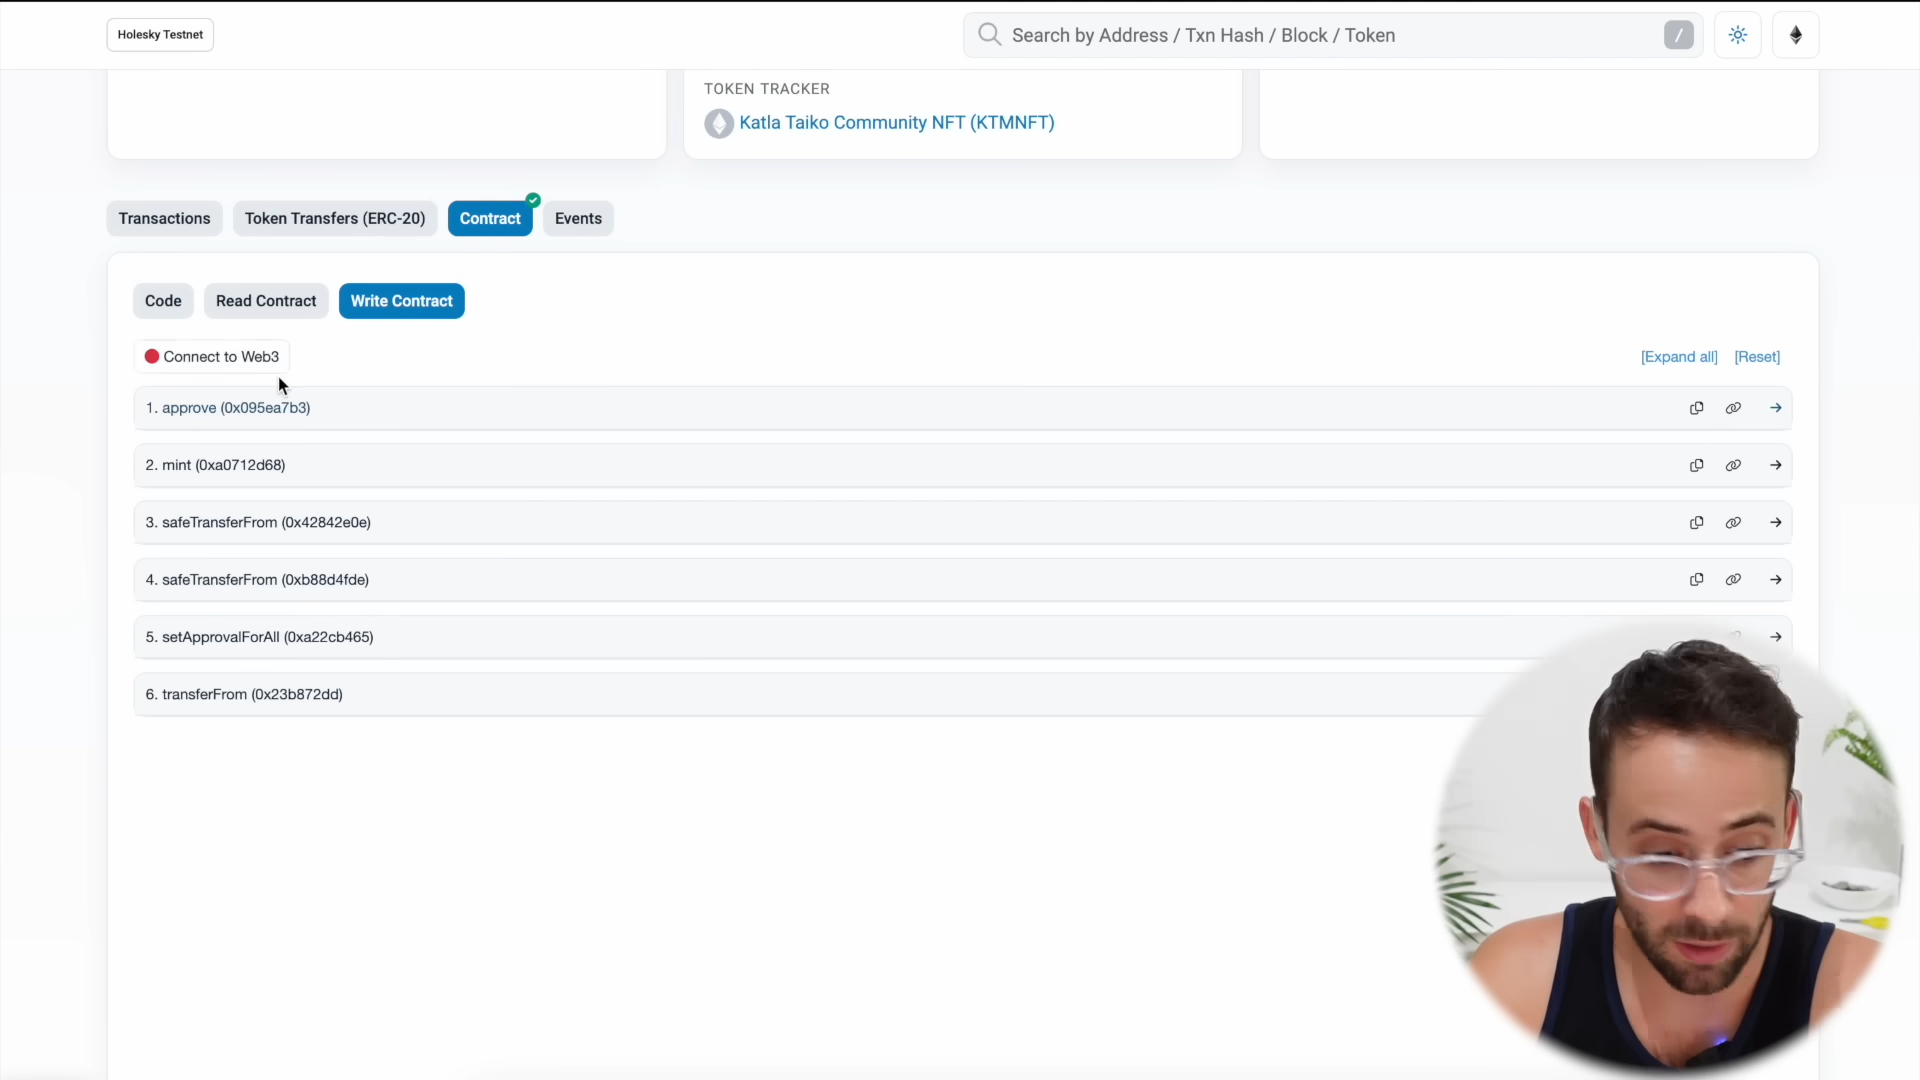 Holesky Testnet
Search by Address / Txn Hash / Block / Token
/
TOKEN TRACKER
Katla Taiko Community NFT (KTMNFT)
Transactions
Token Transfers (ERC-20)
Contract
Events
Code
Read Contract
Write Contract
Connect to Web3
[Expand all]
[Reset]
1. approve (0x095ea7b3)
2. mint (0xa0712d68)
3. safeTransferFrom (0x42842e0e)
4. safeTransferFrom (0xb88d4fde)
5. setApprovalForAll (0xa22cb465)
6. transferFrom (0x23b872dd)